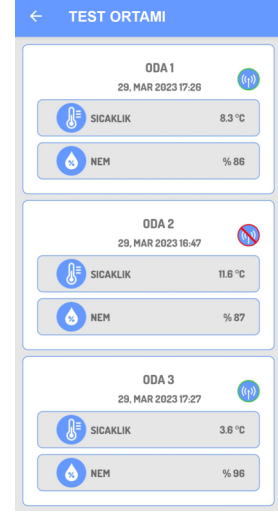 TEST ORTAMI
ODA 1
29, MAR 2023 17:26
SICAKLIK 8.3 °C
NEM % 86
ODA 2
29, MAR 2023 16:47
SICAKLIK 11.6 °C
NEM % 87
ODA 3
29, MAR 2023 17:27
SICAKLIK 3.6 °C
NEM % 96